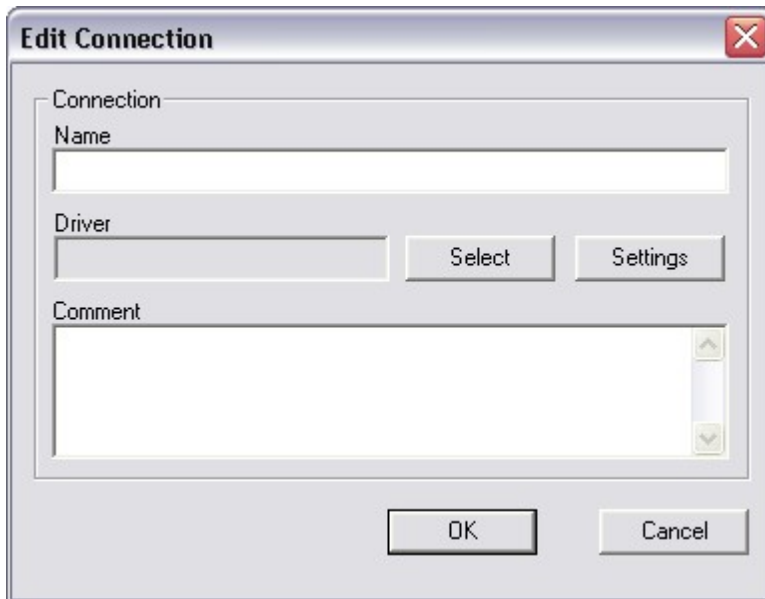 Edit Connection
Connection
Name
Driver
Select Settings
Comment
OK Cancel